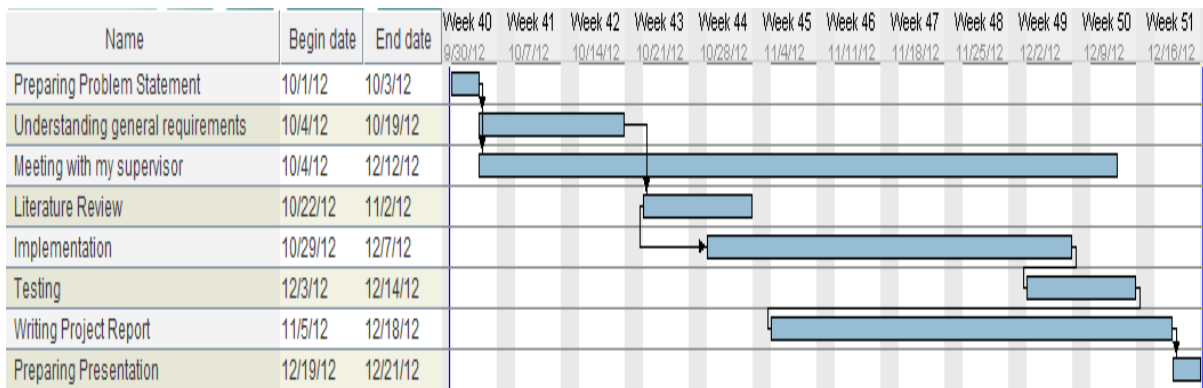 Name Begin date End date Week 40 Week 41 Week 42 Week 43 Week 44 Week 45 Week 46 Week 47 Week 48 Week 49 Week 50 Week 51
9/30/12 10/7/12 10/14/12 10/21/12 10/28/12 11/4/12 11/11/12 11/18/12 11/25/12 12/2/12 12/9/12 12/16/12
Preparing Problem Statement 10/1/12 10/3/12
Understanding general requirements 10/4/12 10/19/12
Meeting with my supervisor 10/4/12 12/12/12
Literature Review 10/22/12 11/2/12
Implementation 10/29/12 12/7/12
Testing 12/3/12 12/14/12
Writing Project Report 11/5/12 12/18/12
Preparing Presentation 12/19/12 12/21/12